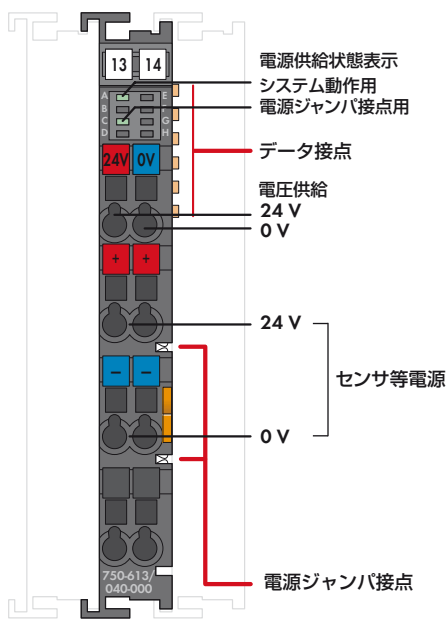 13 14
電源供給状態表示
システム動作用
電源ジャンパ接点用
A E
B
C G
D H
データ接点
24V 0V
電圧供給
24 V
0 V
+ +
24 V
センサ等電源
− −
0 V
750-613/
040-000
電源ジャンパ接点